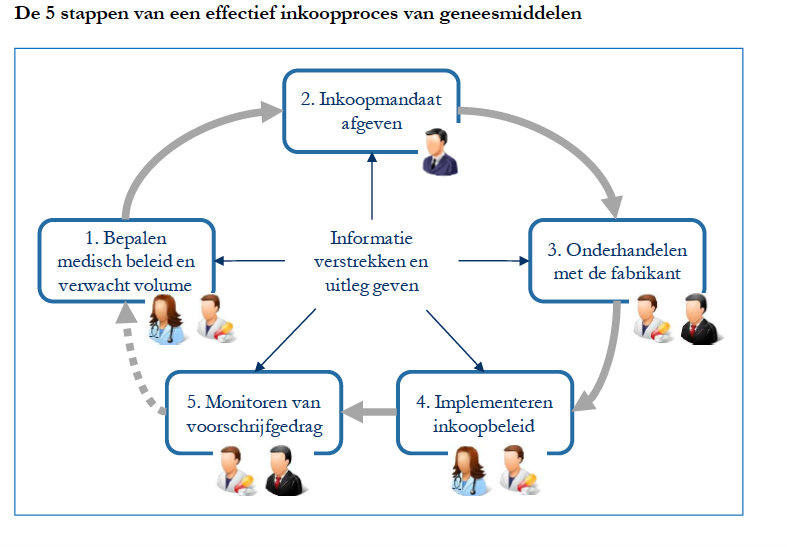 De 5 stappen van een effectief inkoopproces van geneesmiddelen
2. Inkoopmandaat
afgeven
1. Bepalen
medisch beleid en
verwacht volume
Informatie
verstrekken en
uitleg geven
3. Onderhandelen
met de fabrikant
5. Monitoren van
voorschrijfgedrag
4. Implementeren
inkoopbeleid